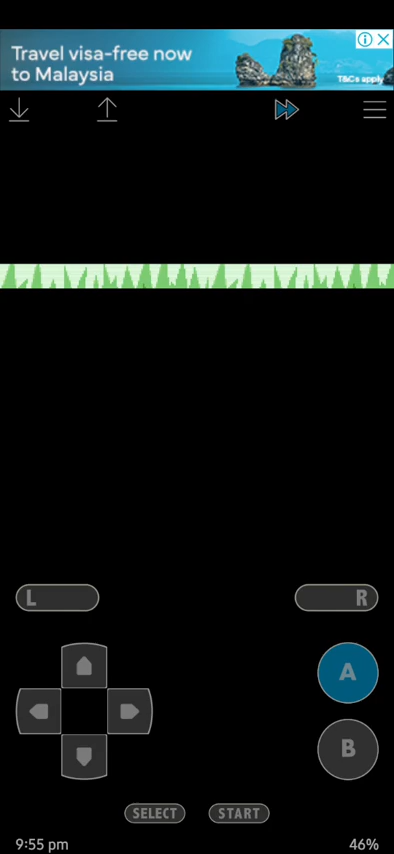 Travel visa-free now
to Malaysia
T&Cs apply
L
R
A
B
SELECT
START
9:55 pm
46%